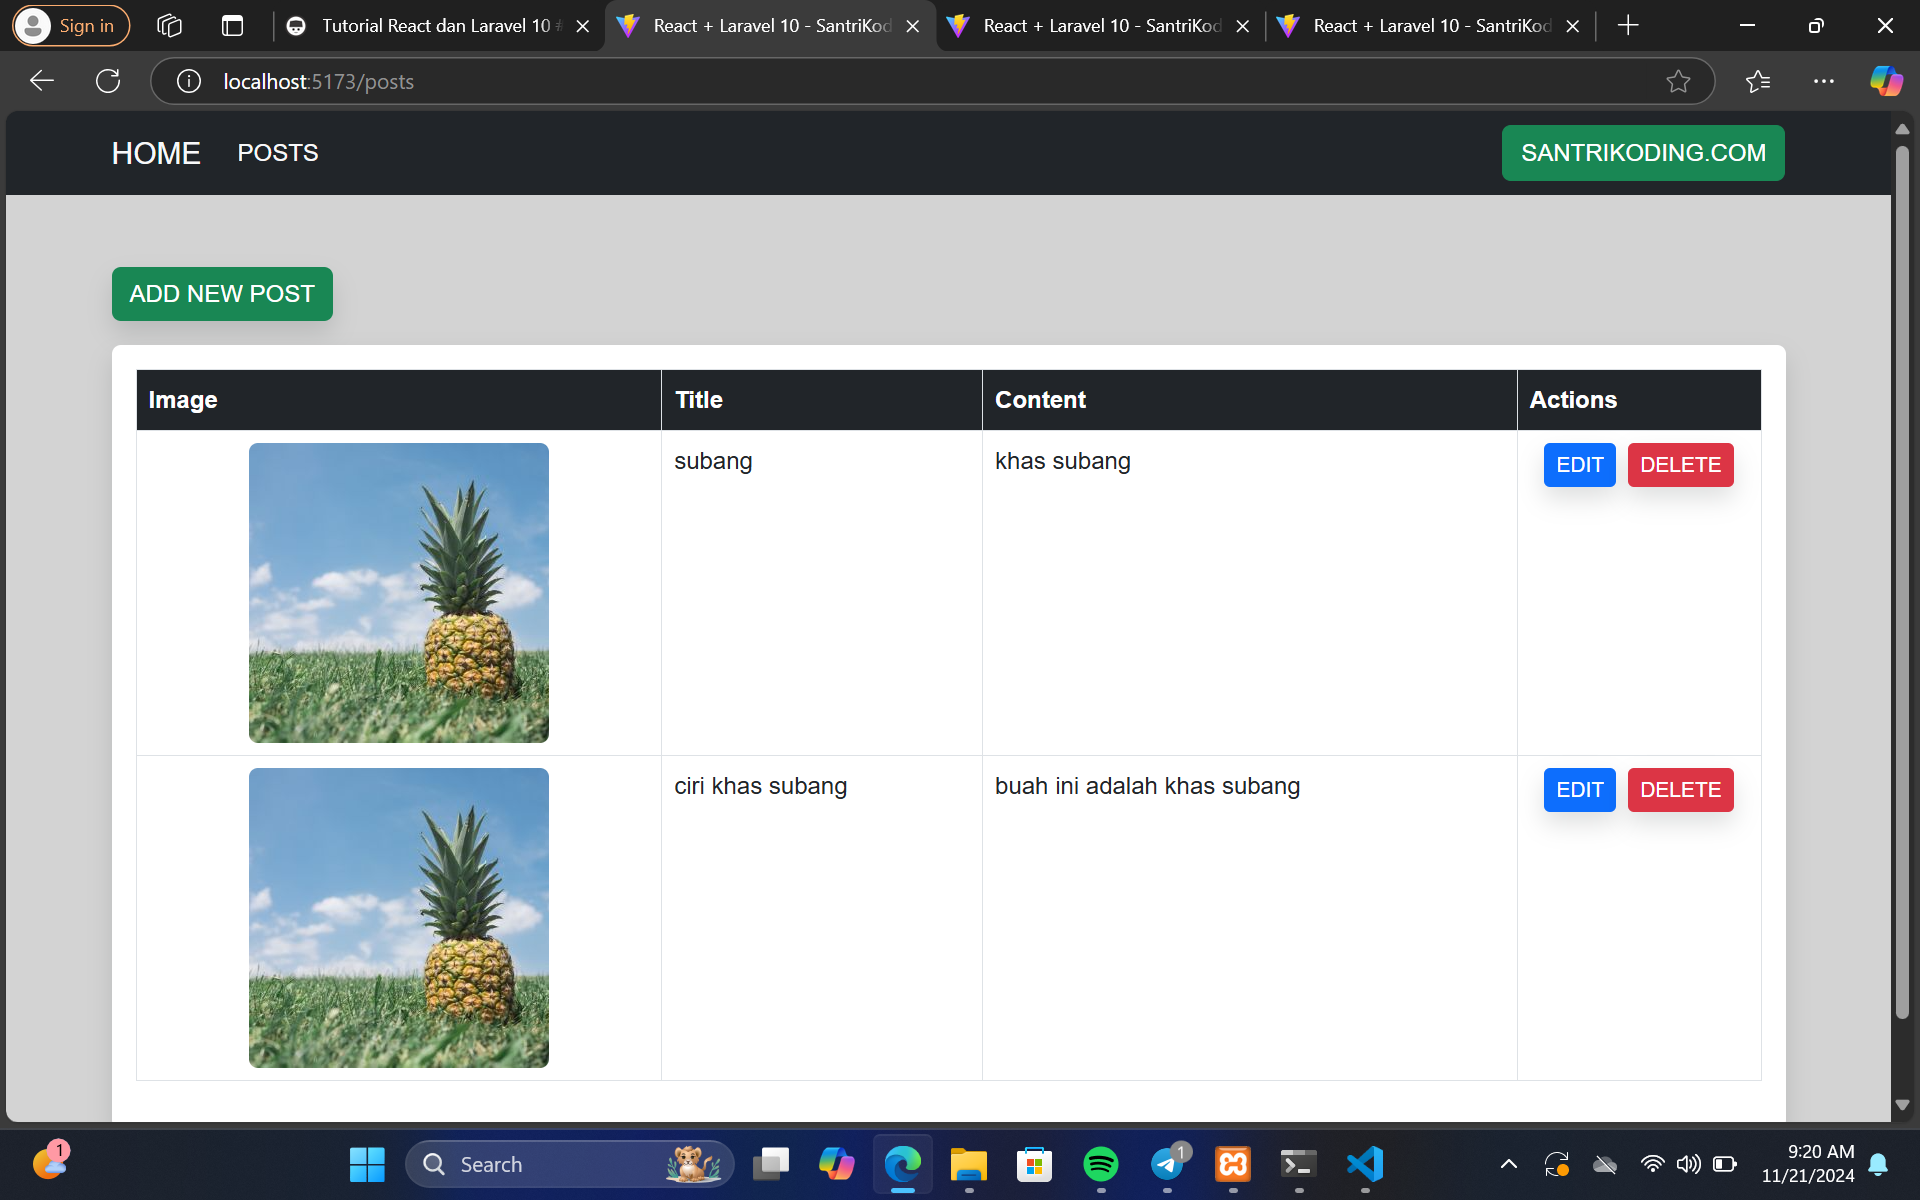 Sign in
Tutorial React dan Laravel 10 #
React + Laravel 10 - SantriKod
React + Laravel 10 - SantriKod
React + Laravel 10 - SantriKod
localhost:5173/posts
HOME POSTS SANTRIKODING.COM
ADD NEW POST
Image Title Content Actions
subang khas subang EDIT DELETE
ciri khas subang buah ini adalah khas subang EDIT DELETE
1
Search
1
9:20 AM
11/21/2024